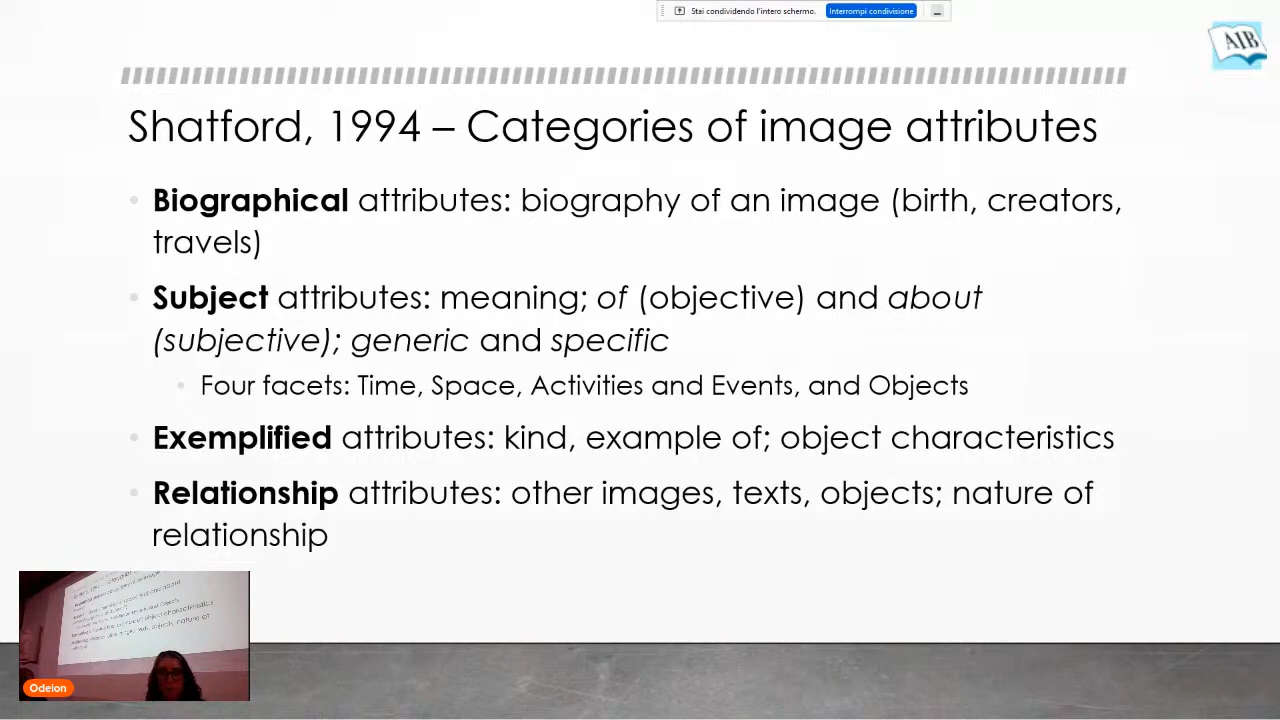 Stai condividendo l'intero schermo. Interrompi condivisione
AIB
Shatford, 1994 – Categories of image attributes
• Biographical attributes: biography of an image (birth, creators,
travels)
• Subject attributes: meaning; of (objective) and about
(subjective); generic and specific
• Four facets: Time, Space, Activities and Events, and Objects
• Exemplified attributes: kind, example of; object characteristics
• Relationship attributes: other images, texts, objects; nature of
relationship
Odelon